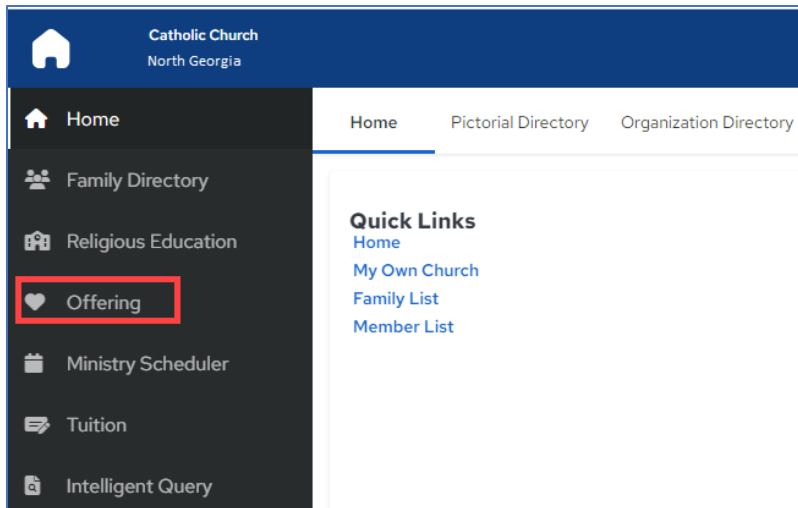 Catholic Church
North Georgia
Home
Family Directory
Religious Education
Offering
Ministry Scheduler
Tuition
Intelligent Query
Home Pictorial Directory Organization Directory
Quick Links
Home
My Own Church
Family List
Member List